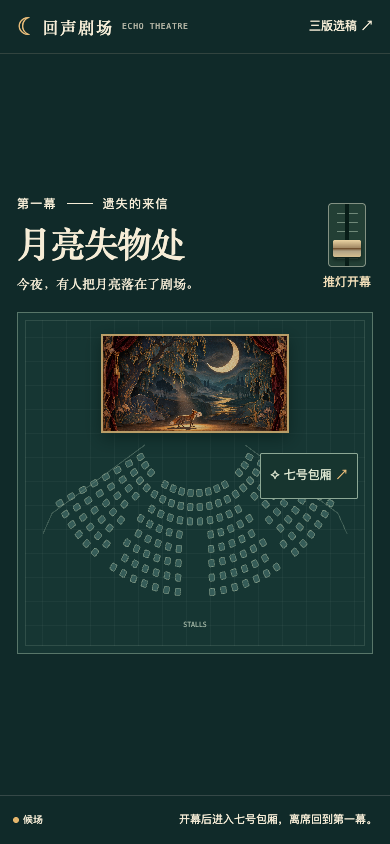 回声剧场 ECHO THEATRE 三版选稿 ↗
第一幕 —— 遗失的来信
月亮失物处
今夜，有人把月亮落在了剧场。
推灯开幕
✧ 七号包厢 ↗
STALLS
候场 开幕后进入七号包厢，离席回到第一幕。